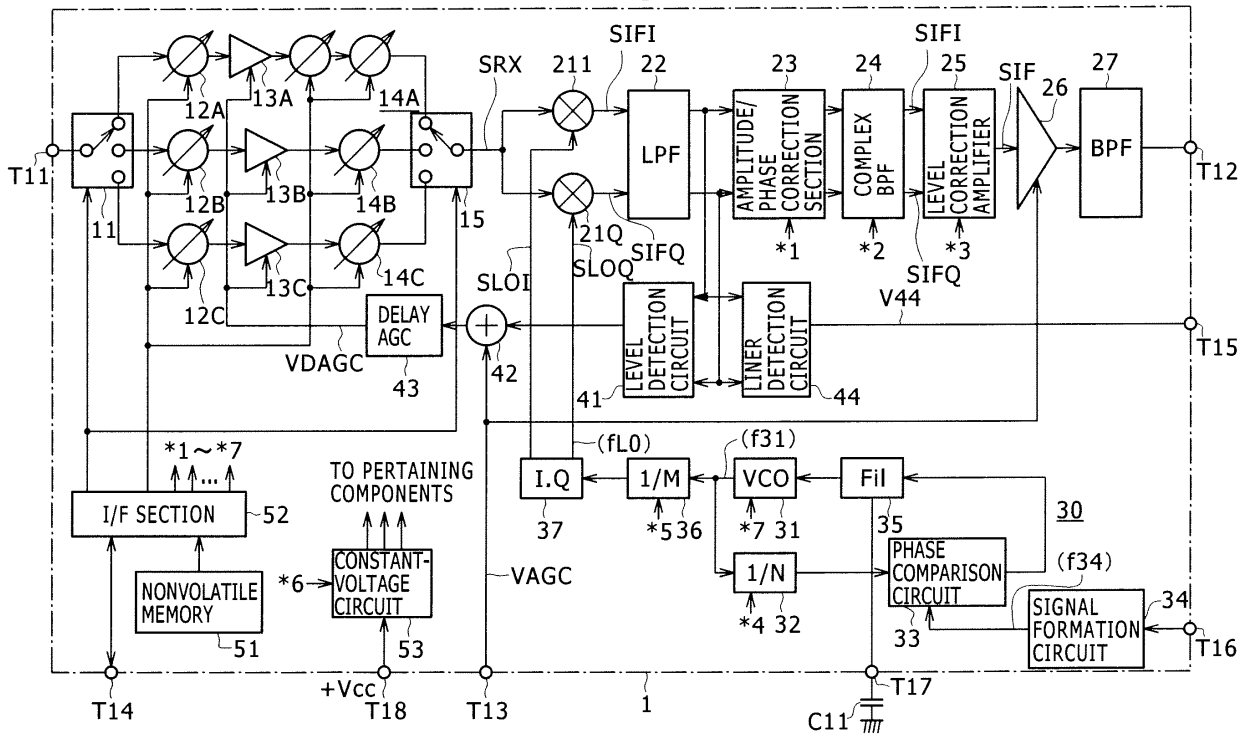 SIFI
SIFI
SRX
211
22
23
24
25
SIF
26
27
12A
13A
14A
T11
LPF
AMPLITUDE/
PHASE
CORRECTION
SECTION
COMPLEX
BPF
LEVEL
CORRECTION
AMPLIFIER
BPF
T12
11
12B
13B
14B
15
21Q
*1
*2
*3
SIFQ
SIFQ
SLOI
SLOQ
12C
13C
14C
V44
DELAY
AGC
VDAGC
43
42
LEVEL
DETECTION
CIRCUIT
41
LINER
DETECTION
CIRCUIT
44
T15
*1~*7
...
TO PERTAINING
COMPONENTS
(fL0)
(f31)
I.Q
1/M
VCO
Fil
37
*5
36
*7
31
35
30
I/F SECTION
52
CONSTANT-
VOLTAGE
CIRCUIT
*6
53
VAGC
1/N
*4
32
PHASE
COMPARISON
CIRCUIT
33
(f34)
SIGNAL
FORMATION
CIRCUIT
34
T16
NONVOLATILE
MEMORY
51
T14
+Vcc
T18
T13
1
T17
C11